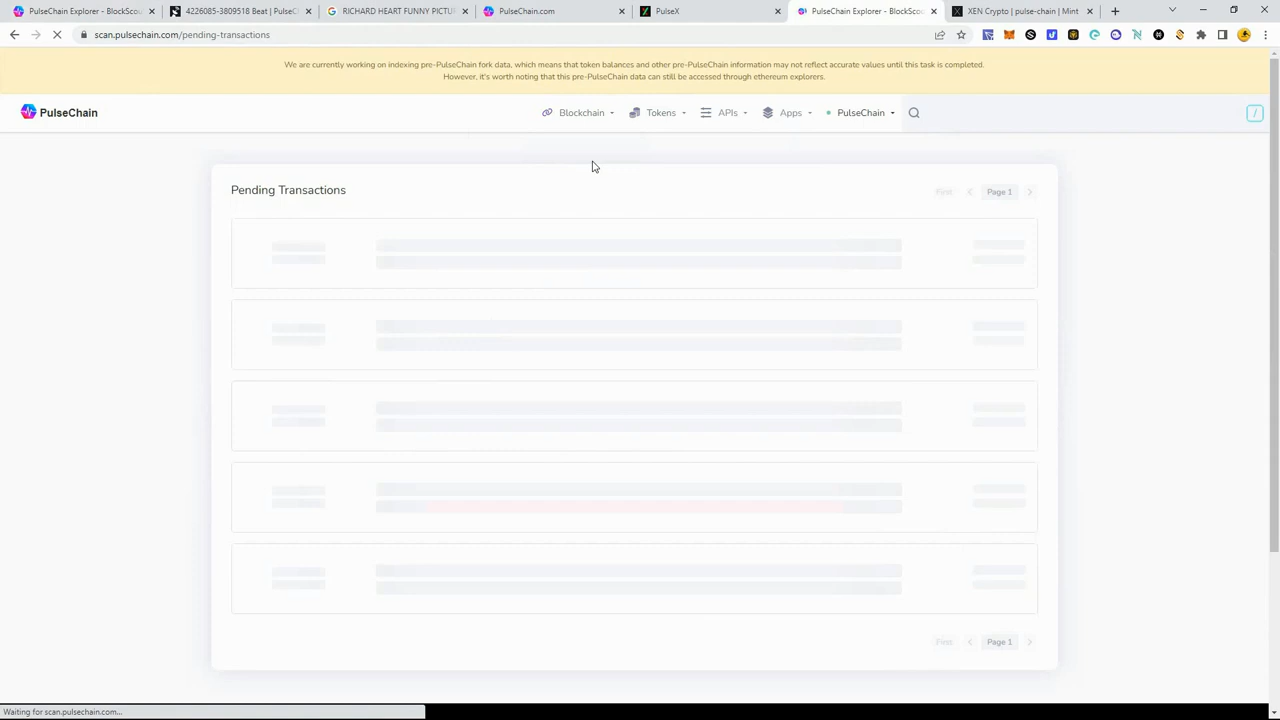 PulseChain Explorer - BlockScou
4226085-3809518 Beat | PulseCh
RICHARD HEART FUNNY PICTURE
PulseChain.com
PulseX
PulseChain Explorer - BlockScou
XEN Crypto | pulse-chain | Mint
scan.pulsechain.com/pending-transactions
We are currently working on indexing pre-PulseChain fork data, which means that token balances and other pre-PulseChain information may not reflect accurate values until this task is completed.
However, it's worth noting that this pre-PulseChain data can still be accessed through ethereum explorers.
PulseChain
Blockchain
Tokens
APIs
Apps
PulseChain
/
Pending Transactions
First
Page 1
First
Page 1
Waiting for scan.pulsechain.com...